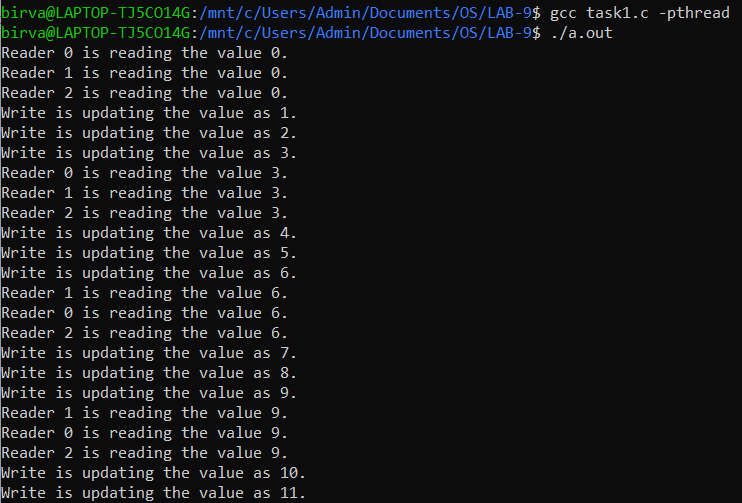 birva@LAPTOP-TJ5CO14G:/mnt/c/Users/Admin/Documents/OS/LAB-9$ gcc task1.c -pthread
birva@LAPTOP-TJ5CO14G:/mnt/c/Users/Admin/Documents/OS/LAB-9$ ./a.out
Reader 0 is reading the value 0.
Reader 1 is reading the value 0.
Reader 2 is reading the value 0.
Write is updating the value as 1.
Write is updating the value as 2.
Write is updating the value as 3.
Reader 0 is reading the value 3.
Reader 1 is reading the value 3.
Reader 2 is reading the value 3.
Write is updating the value as 4.
Write is updating the value as 5.
Write is updating the value as 6.
Reader 1 is reading the value 6.
Reader 0 is reading the value 6.
Reader 2 is reading the value 6.
Write is updating the value as 7.
Write is updating the value as 8.
Write is updating the value as 9.
Reader 1 is reading the value 9.
Reader 0 is reading the value 9.
Reader 2 is reading the value 9.
Write is updating the value as 10.
Write is updating the value as 11.